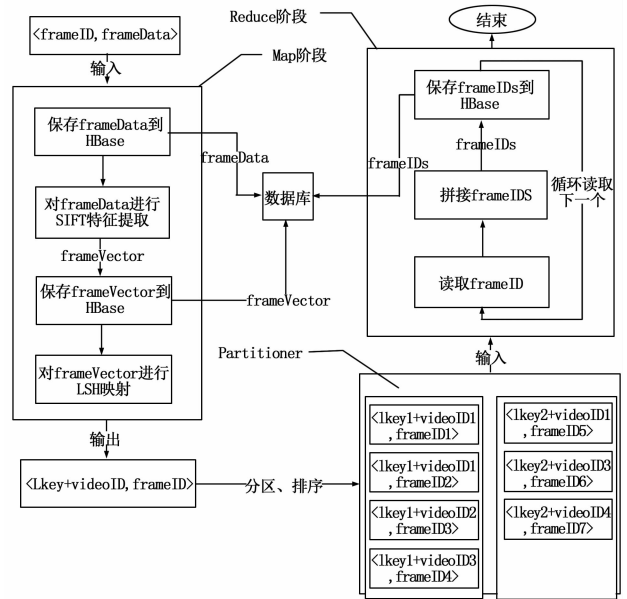 <frameID,frameData>
输入
Map阶段
保存frameData到
HBase
对frameData进行
SIFT特征提取
frameVector
保存frameVector到
HBase
对frameVector进行
LSH映射
输出
<Lkey+videoID,frameID>
frameData
数据库
frameVector
分区、排序
Partitioner
<lkey1+videoID1
,frameID1>
<lkey1+videoID1
,frameID2>
<lkey1+videoID2
,frameID3>
<lkey1+videoID3
,frameID4>
<lkey2+videoID1
,frameID5>
<lkey2+videoID3
,frameID6>
<lkey2+videoID4
,frameID7>
输入
Reduce阶段
读取frameID
拼接frameIDS
frameIDs
保存frameIDs到
HBase
frameIDs
循环读取
下一个
结束